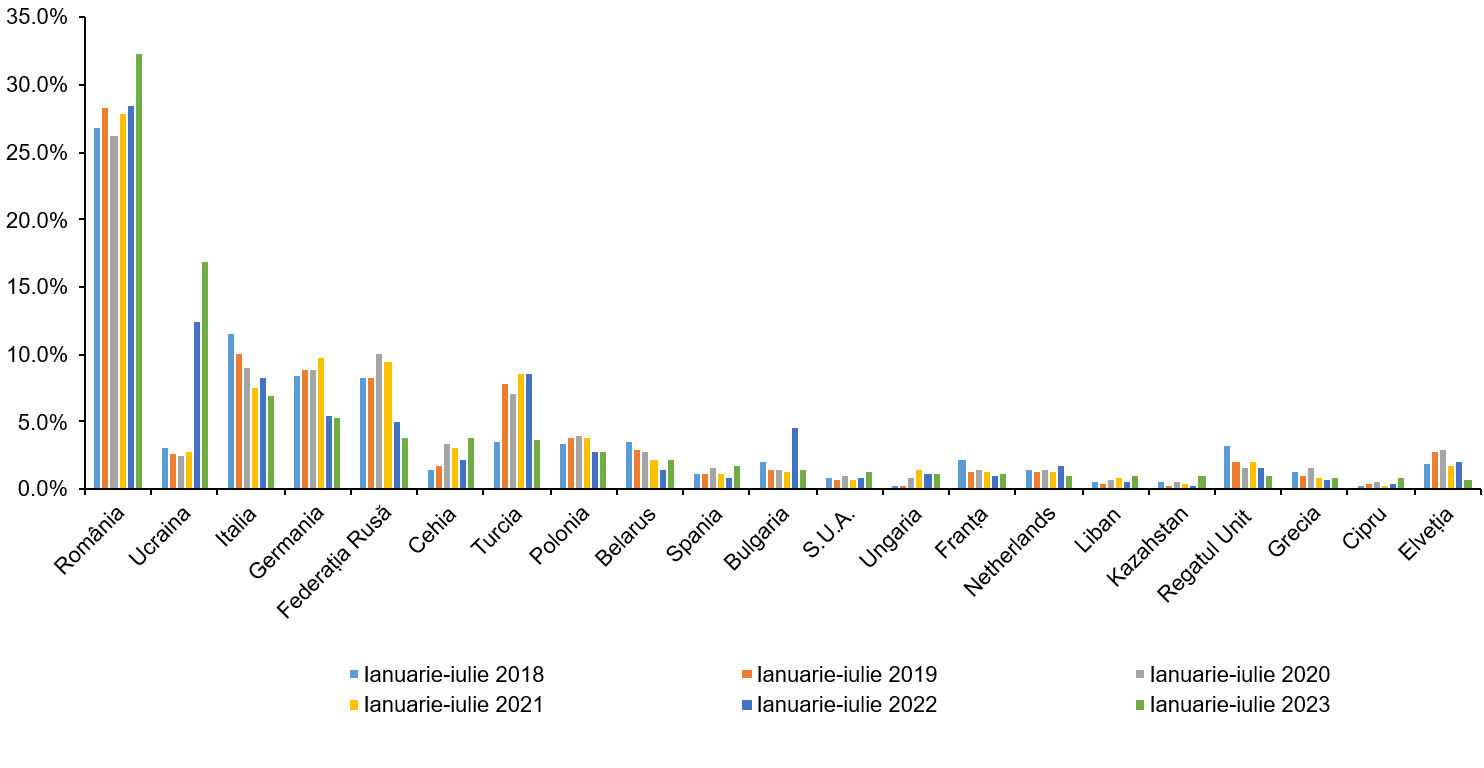 35.0%
30.0%
25.0%
20.0%
15.0%
10.0%
5.0%
0.0%
România
Ucraina
Italia
Germania
Federația Rusă
Cehia
Turcia
Polonia
Belarus
Spania
Bulgaria
S.U.A.
Ungaria
Franța
Netherlands
Liban
Kazahstan
Regatul Unit
Grecia
Cipru
Elveția
Ianuarie-iulie 2018
Ianuarie-iulie 2019
Ianuarie-iulie 2020
Ianuarie-iulie 2021
Ianuarie-iulie 2022
Ianuarie-iulie 2023